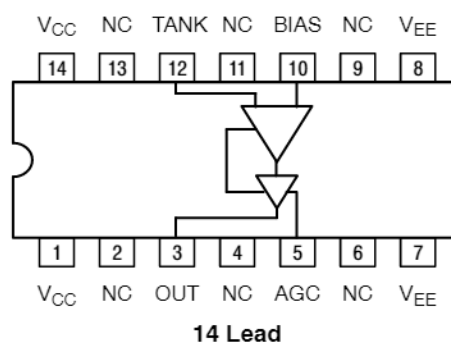 VCC NC TANK NC BIAS NC VEE
14 13 12 11 10 9 8
1 2 3 4 5 6 7
VCC NC OUT NC AGC NC VEE
14 Lead